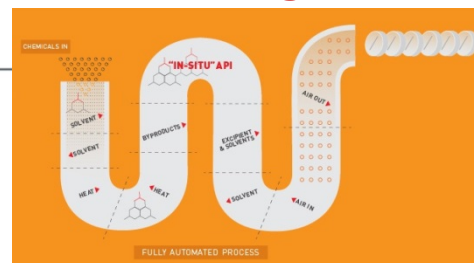 CHEMICALS IN
"IN-SITU" API
SOLVENT
SOLVENT
HEAT
HEAT
BYPRODUCTS
EXCIPIENT
& SOLVENTS
SOLVENT
AIR IN
AIR OUT
FULLY AUTOMATED PROCESS